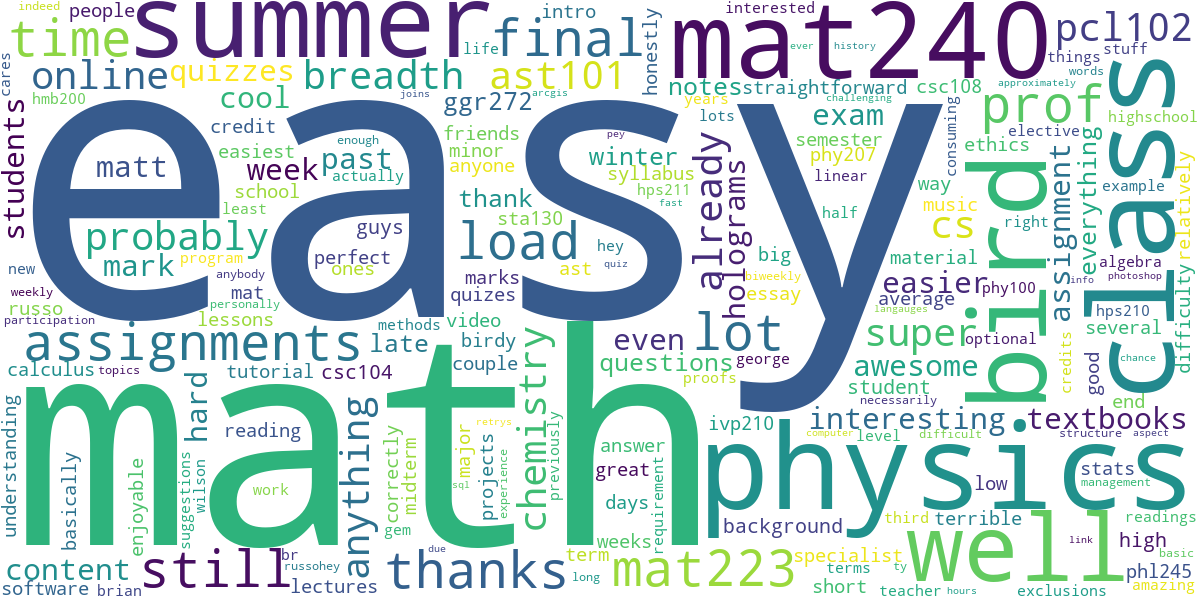 indeed
people
summer
intro
interested
ever
history
pcl102
time
final
life
mat240
things
stuff
cares
online
quizzes
breadth
ast101
honestly
notes
straightforward
csc108
words
approximately
hmb200
cool
joins
ggr272
arcgis
years
challenging
class
students
credit
enough
friends
lots
exam
semester
consuming
prof
elective
highschool
easy
matt
easiest
week
past
minor
anyone
pey
winter
already
holograms
phy207
ethics
bird
assignment
everything
school
actually
thank
syllabus
linear
way
example
relatively
least
hps211
fast
music
right
probably
guys
sta130
load
hey
half
cs
difficulty
mark
perfect
ones
ast
quiz
big
material
algebra
new
program
anybody
marks
biweekly
easier
phy100
info
photoshop
weekly
mat
personally
quizes
essay
langauges
average
hps210
russo
participation
lessons
methods
video
even
lot
super
optional
several
assignments
late
birdy
questions
george
awesome
credits
good
chance
calculus
topics
tutorial
csc104
couple
proofs
student
necessarily
end
math
hard
anything
chemistry
previously
ivp210
interesting
textbooks
understanding
reading
correctly
midterm
major
retrys
answer
physics
computer
level
difficult
structure
aspect
basically
enjoyable
suggestions
wilson
work
projects
sql
experience
great
days
requirement
low
stats
management
gem
weeks
background
third
terrible
readings
content
still
br
due
term
specialist
well
link
high
basic
software
brian
russohey
lectures
thanks
long
mat223
terms
ty
short
teacher
hours
exclusions
phl245
amazing